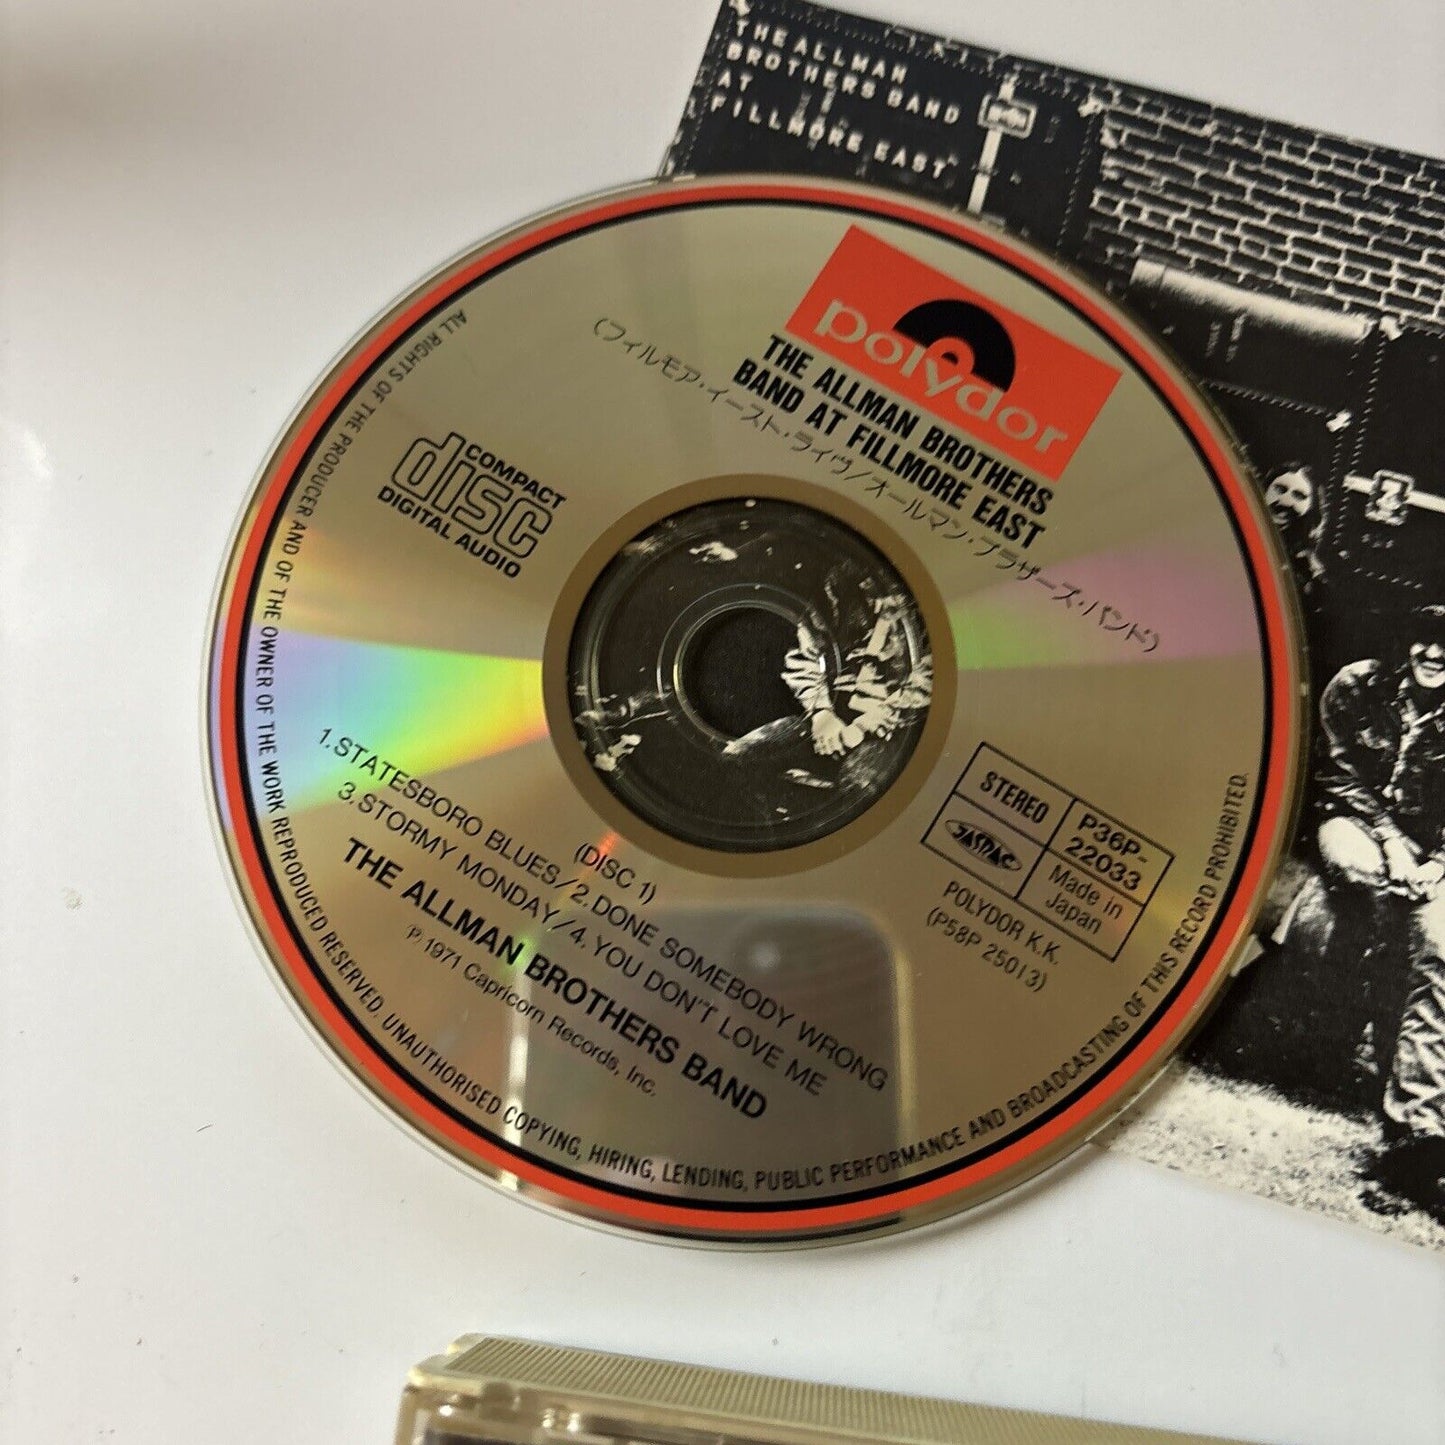 THE ALLMAN
BROTHERS BAND
AT
FILLMORE EAST
polydor
THE ALLMAN BROTHERS
BAND AT FILLMORE EAST
(フィルモア・イースト・ライヴ/オールマン・ブラザーズ・バンド)
COMPACT
disc
DIGITAL AUDIO
STEREO
P36P-
22033
JASRAC
Made in
Japan
POLYDOR K.K.
(P58P 25013)
(DISC 1)
1.STATESBORO BLUES/2.DONE SOMEBODY WRONG
3.STORMY MONDAY/4.YOU DON'T LOVE ME
THE ALLMAN BROTHERS BAND
℗ 1971 Capricorn Records, Inc.
ALL RIGHTS OF THE PRODUCER AND OF THE OWNER OF THE WORK REPRODUCED RESERVED. UNAUTHORISED COPYING, HIRING, LENDING, PUBLIC PERFORMANCE AND BROADCASTING OF THIS RECORD PROHIBITED.